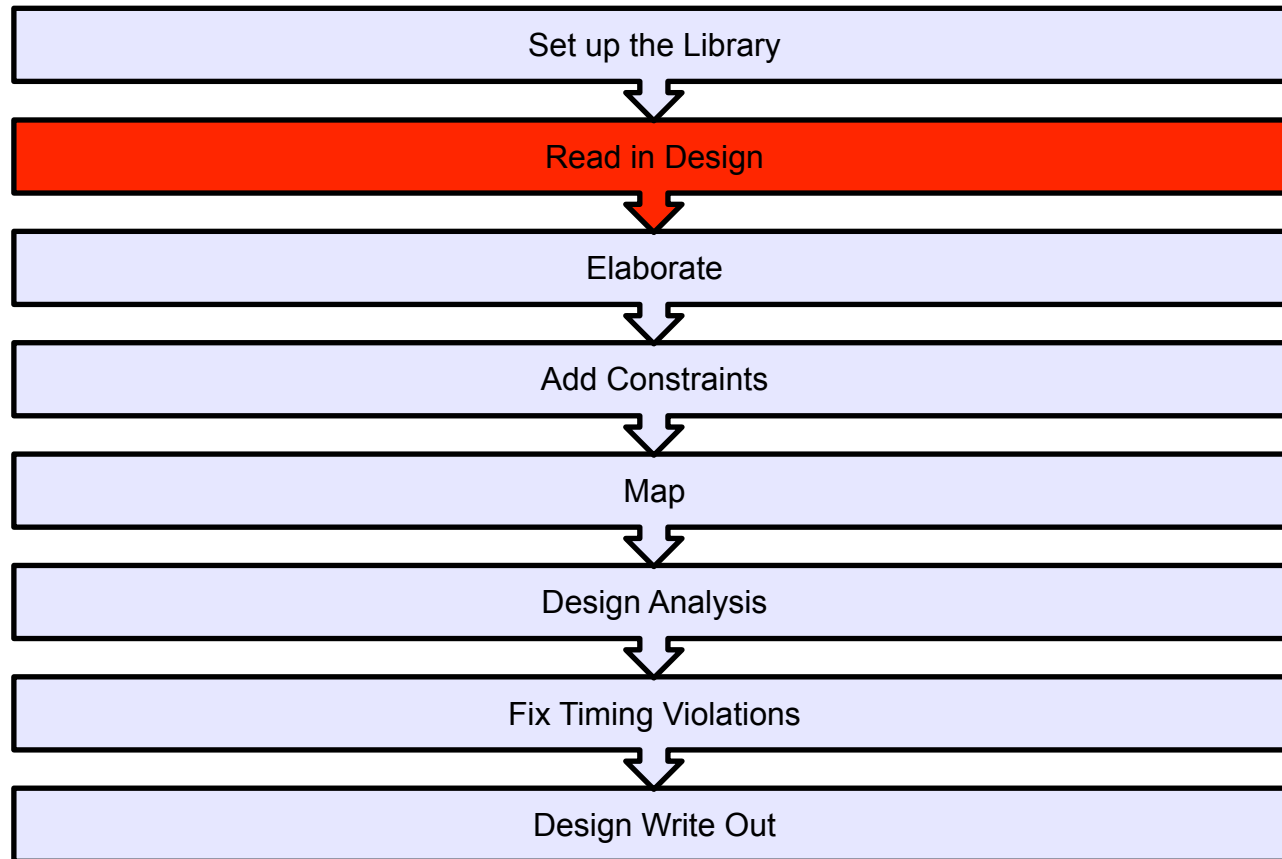 Set up the Library
Read in Design
Elaborate
Add Constraints
Map
Design Analysis
Fix Timing Violations
Design Write Out